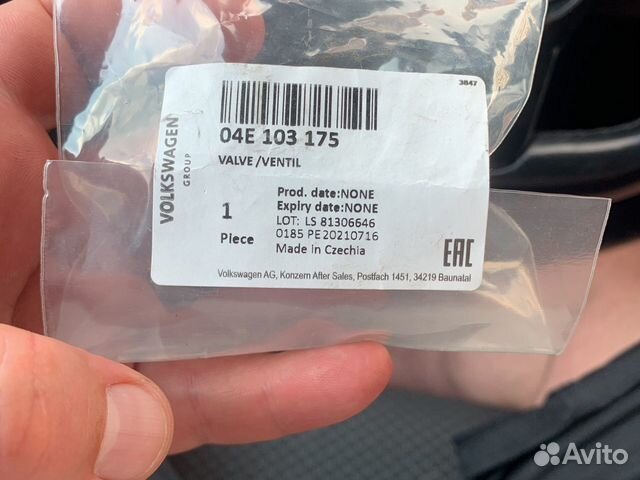 3847
04E 103 175
VALVE /VENTIL
VOLKSWAGEN
GROUP
Prod. date:NONE
Expiry date:NONE
1
LOT: LS 81306646
Piece
0185 PE20210716
Made in Czechia
EAC
Volkswagen AG, Konzern After Sales, Postfach 1451, 34219 Baunatal
Avito